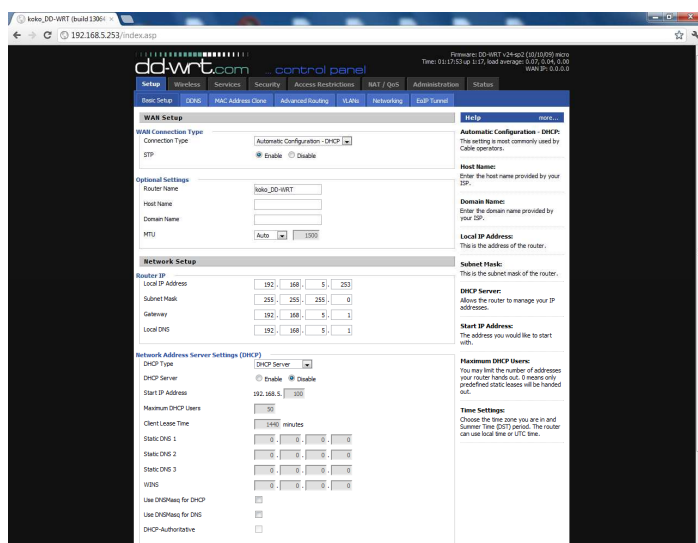 koko_DD-WRT (build 13064
192.168.5.253/index.asp
Firmware: DD-WRT v24-sp2 (10/10/09) micro
Time: 01:17:53 up 1:17, load average: 0.07, 0.04, 0.00
WAN IP: 0.0.0.0
dd-wrt.com ... control panel
Setup Wireless Services Security Access Restrictions NAT / QoS Administration Status
Basic Setup DDNS MAC Address Clone Advanced Routing VLANs Networking EoIP Tunnel
WAN Setup
WAN Connection Type
Connection Type Automatic Configuration - DHCP
STP Enable Disable
Optional Settings
Router Name koko_DD-WRT
Host Name
Domain Name
MTU Auto 1500
Network Setup
Router IP
Local IP Address 192 . 168 . 5 . 253
Subnet Mask 255 . 255 . 255 . 0
Gateway 192 . 168 . 5 . 1
Local DNS 192 . 168 . 5 . 1
Network Address Server Settings (DHCP)
DHCP Type DHCP Server
DHCP Server Enable Disable
Start IP Address 192.168.5. 100
Maximum DHCP Users 50
Client Lease Time 1440 minutes
Static DNS 1 0 . 0 . 0 . 0
Static DNS 2 0 . 0 . 0 . 0
Static DNS 3 0 . 0 . 0 . 0
WINS 0 . 0 . 0 . 0
Use DNSMasq for DHCP
Use DNSMasq for DNS
DHCP-Authoritative
Help more...
Automatic Configuration - DHCP:
This setting is most commonly used by
Cable operators.
Host Name:
Enter the host name provided by your
ISP.
Domain Name:
Enter the domain name provided by
your ISP.
Local IP Address:
This is the address of the router.
Subnet Mask:
This is the subnet mask of the router.
DHCP Server:
Allows the router to manage your IP
addresses.
Start IP Address:
The address you would like to start
with.
Maximum DHCP Users:
You may limit the number of addresses
your router hands out. 0 means only
predefined static leases will be handed
out.
Time Settings:
Choose the time zone you are in and
Summer Time (DST) period. The router
can use local time or UTC time.